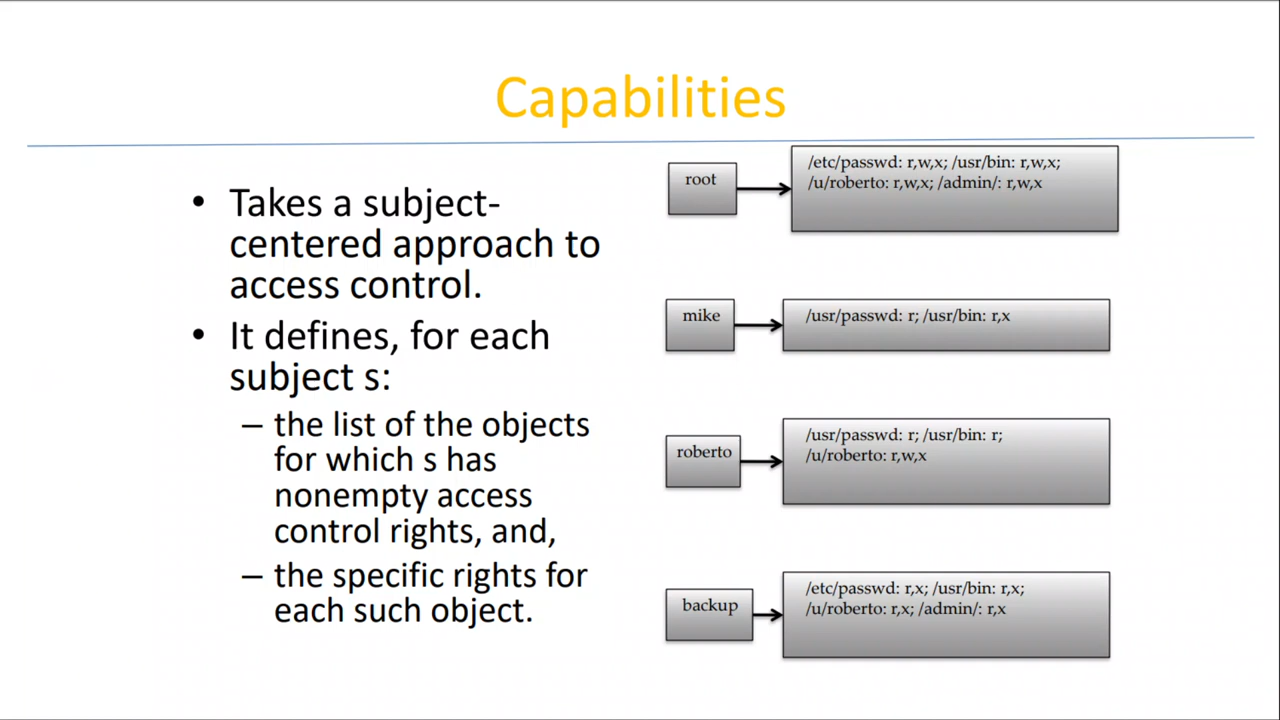 Capabilities
• Takes a subject-
centered approach to
access control.
• It defines, for each
subject s:
– the list of the objects
for which s has
nonempty access
control rights, and,
– the specific rights for
each such object.
root
/etc/passwd: r,w,x; /usr/bin: r,w,x;
/u/roberto: r,w,x; /admin/: r,w,x
mike
/usr/passwd: r; /usr/bin: r,x
roberto
/usr/passwd: r; /usr/bin: r;
/u/roberto: r,w,x
backup
/etc/passwd: r,x; /usr/bin: r,x;
/u/roberto: r,x; /admin/: r,x